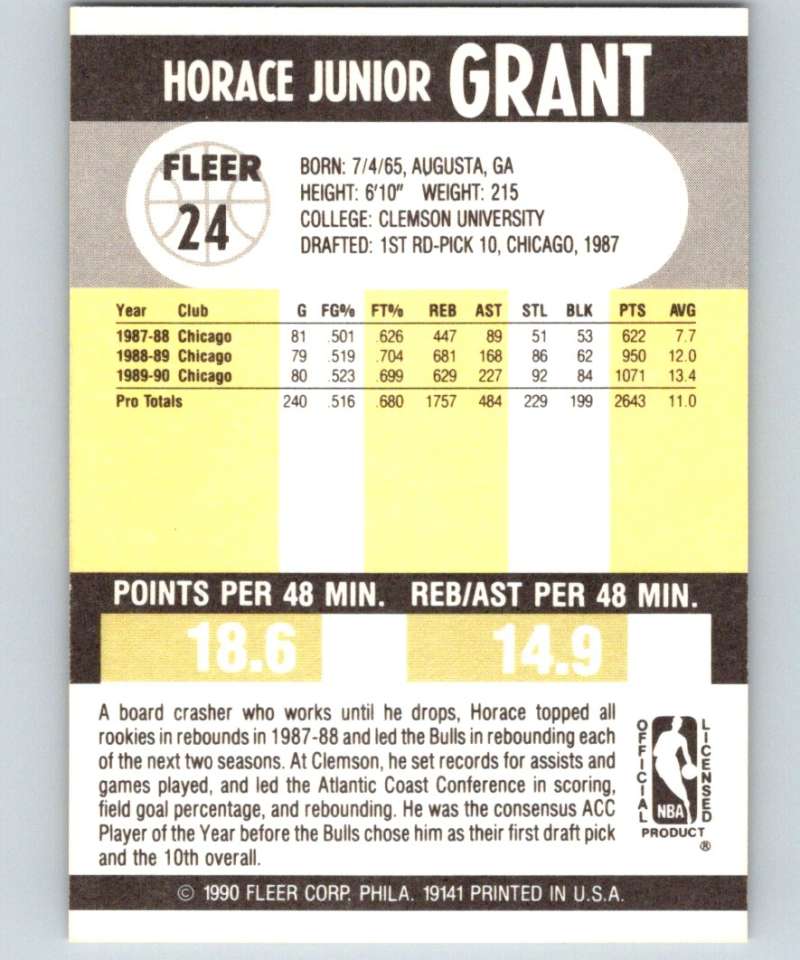 HORACE JUNIOR GRANT
FLEER
24
BORN: 7/4/65, AUGUSTA, GA
HEIGHT: 6'10" WEIGHT: 215
COLLEGE: CLEMSON UNIVERSITY
DRAFTED: 1ST RD-PICK 10, CHICAGO, 1987
Year Club G FG% FT% REB AST STL BLK PTS AVG
1987-88 Chicago 81 .501 .626 447 89 51 53 622 7.7
1988-89 Chicago 79 .519 .704 681 168 86 62 950 12.0
1989-90 Chicago 80 .523 .699 629 227 92 84 1071 13.4
Pro Totals 240 .516 .680 1757 484 229 199 2643 11.0
POINTS PER 48 MIN. REB/AST PER 48 MIN.
18.6 14.9
A board crasher who works until he drops, Horace topped all
rookies in rebounds in 1987-88 and led the Bulls in rebounding each
of the next two seasons. At Clemson, he set records for assists and
games played, and led the Atlantic Coast Conference in scoring,
field goal percentage, and rebounding. He was the consensus ACC
Player of the Year before the Bulls chose him as their first draft pick
and the 10th overall.
OFFICIAL
LICENSED
NBA
PRODUCT
®
© 1990 FLEER CORP. PHILA. 19141 PRINTED IN U.S.A.